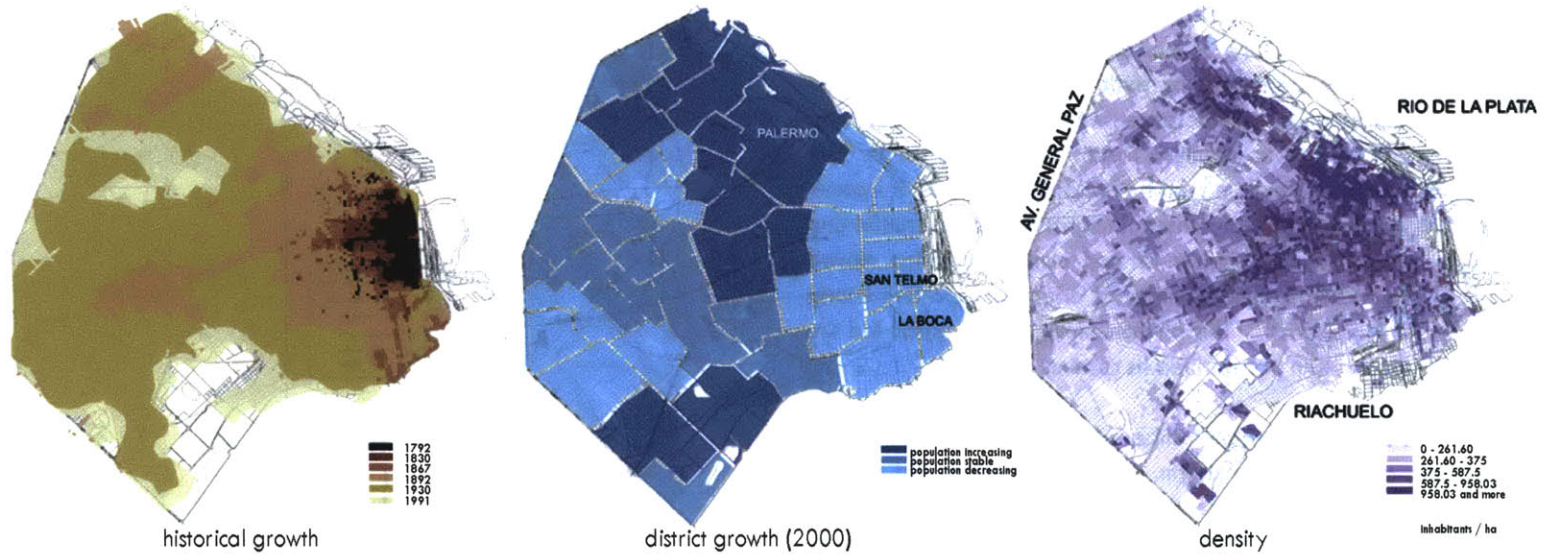 1792
1830
1867
1892
1930
1991
historical growth
PALERMO
SAN TELMO
LA BOCA
population increasing
population stable
population decreasing
district growth (2000)
AV. GENERAL PAZ
RIO DE LA PLATA
RIACHUELO
0 - 261.60
261.60 - 375
375 - 587.5
587.5 - 958.03
958.03 and more
Inhabitants / ha
density